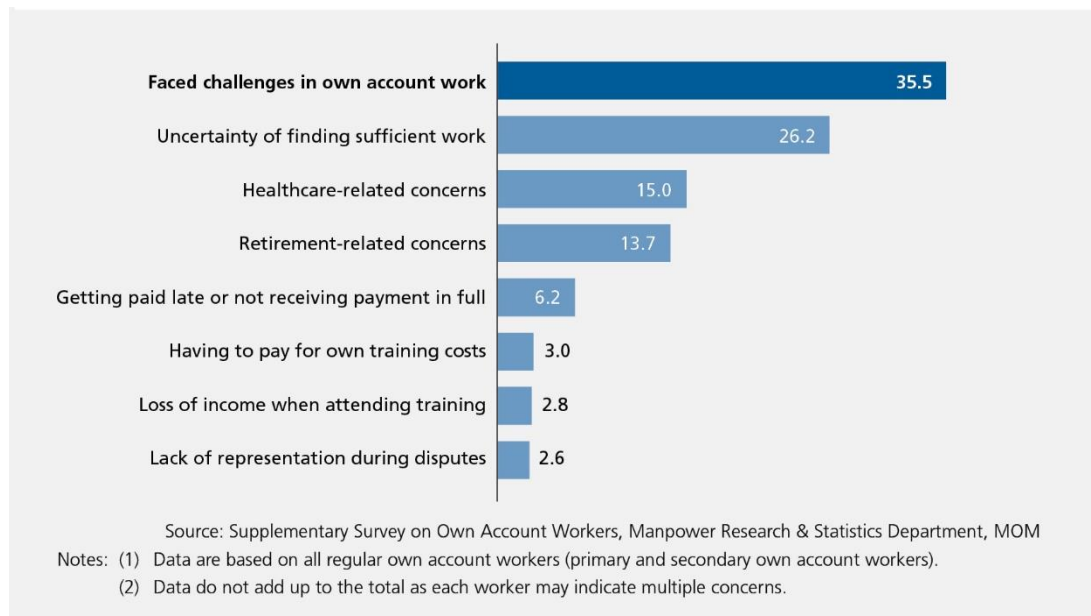 Faced challenges in own account work 35.5
Uncertainty of finding sufficient work 26.2
Healthcare-related concerns 15.0
Retirement-related concerns 13.7
Getting paid late or not receiving payment in full 6.2
Having to pay for own training costs 3.0
Loss of income when attending training 2.8
Lack of representation during disputes 2.6
Source: Supplementary Survey on Own Account Workers, Manpower Research & Statistics Department, MOM
Notes: (1) Data are based on all regular own account workers (primary and secondary own account workers).
(2) Data do not add up to the total as each worker may indicate multiple concerns.